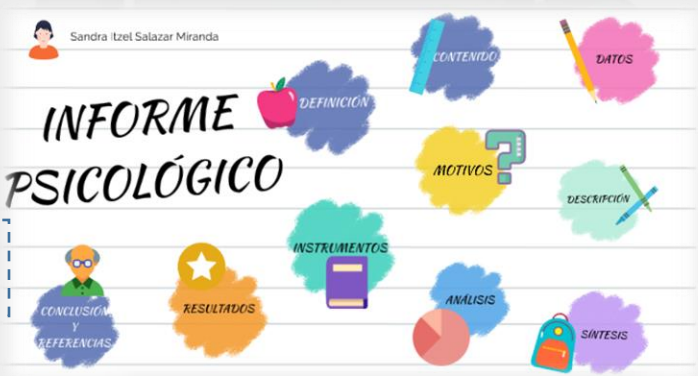 Sandra Itzel Salazar Miranda
INFORME
PSICOLÓGICO
DEFINICIÓN
CONTENIDO
DATOS
MOTIVOS
DESCRIPCIÓN
INSTRUMENTOS
ANÁLISIS
SÍNTESIS
RESULTADOS
CONCLUSIÓN
Y
REFERENCIAS